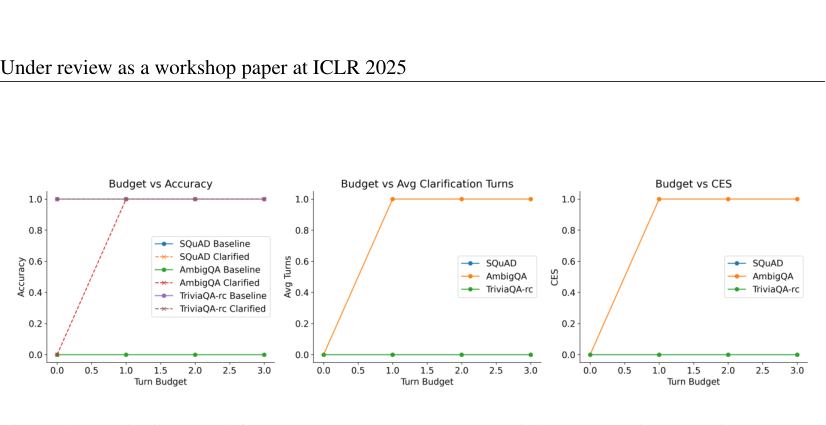 Under review as a workshop paper at ICLR 2025
Budget vs Accuracy
1.0
0.8
0.6
0.4
0.2
0.0
Accuracy
SQuAD Baseline
SQuAD Clarified
AmbigQA Baseline
AmbigQA Clarified
TriviaQA-rc Baseline
TriviaQA-rc Clarified
0.0 0.5 1.0 1.5 2.0 2.5 3.0
Turn Budget
Budget vs Avg Clarification Turns
1.0
0.8
0.6
0.4
0.2
0.0
Avg Turns
SQuAD
AmbigQA
TriviaQA-rc
0.0 0.5 1.0 1.5 2.0 2.5 3.0
Turn Budget
Budget vs CES
1.0
0.8
0.6
0.4
0.2
0.0
CES
SQuAD
AmbigQA
TriviaQA-rc
0.0 0.5 1.0 1.5 2.0 2.5 3.0
Turn Budget